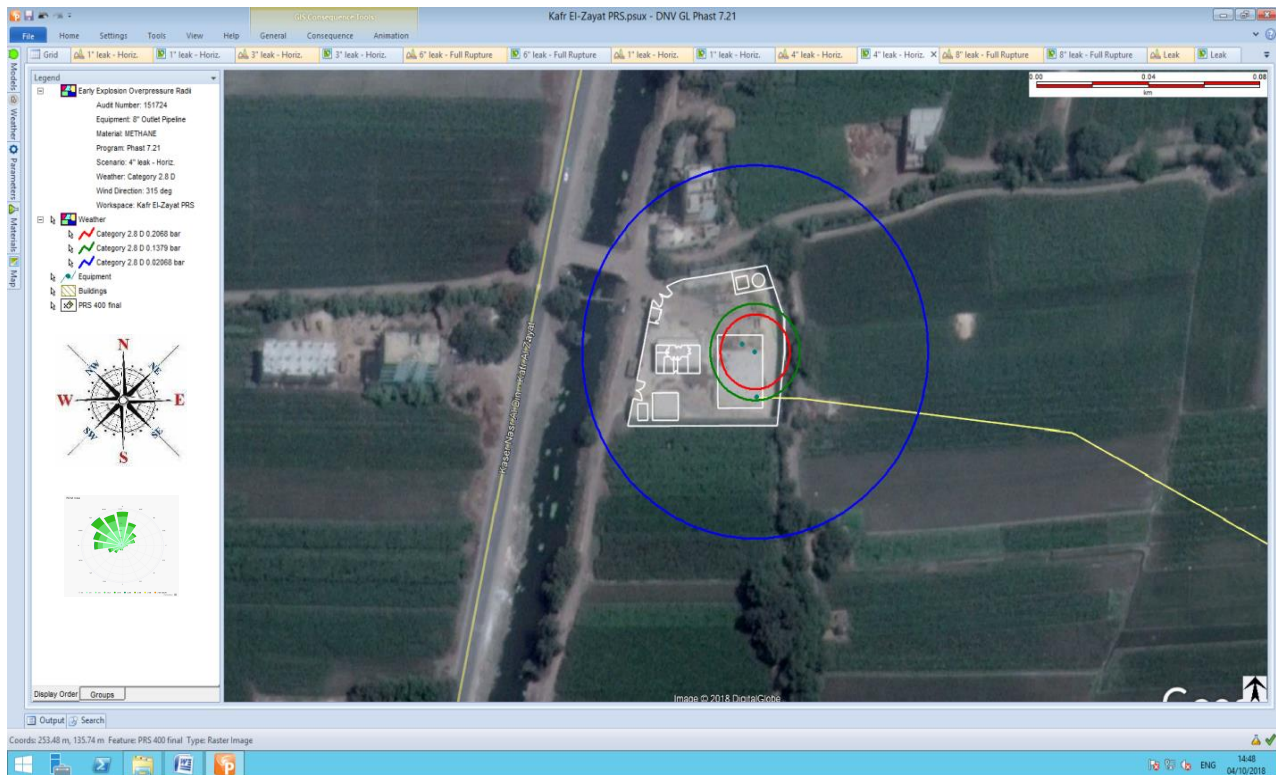 GIS Consequence Tools
Kafr El-Zayat PRS.psux - DNV GL Phast 7.21
File Home Settings Tools View Help General Consequence Animation
Grid 1" leak - Horiz. 1" leak - Horiz. 3" leak - Horiz. 3" leak - Horiz. 6" leak - Full Rupture 6" leak - Full Rupture 1" leak - Horiz. 1" leak - Horiz. 4" leak - Horiz. 4" leak - Horiz. 8" leak - Full Rupture 8" leak - Full Rupture Leak Leak
Models
Weather
Parameters
Materials
Map
Legend
Early Explosion Overpressure Radii
Audit Number: 151724
Equipment: 8" Outlet Pipeline
Material: METHANE
Program: Phast 7.21
Scenario: 4" leak - Horiz.
Weather: Category 2.8 D
Wind Direction: 315 deg
Workspace: Kafr El-Zayat PRS
Weather
Category 2.8 D 0.2068 bar
Category 2.8 D 0.1379 bar
Category 2.8 D 0.02068 bar
Equipment
Buildings
PRS 400 final
N
NW NE
W E
SW SE
S
0.00 0.04 0.08
km
Image © 2018 DigitalGlobe
Display Order Groups
Output Search
Coords: 253.48 m, 135.74 m Feature: PRS 400 final Type: Raster Image
ENG
14:48
04/10/2018